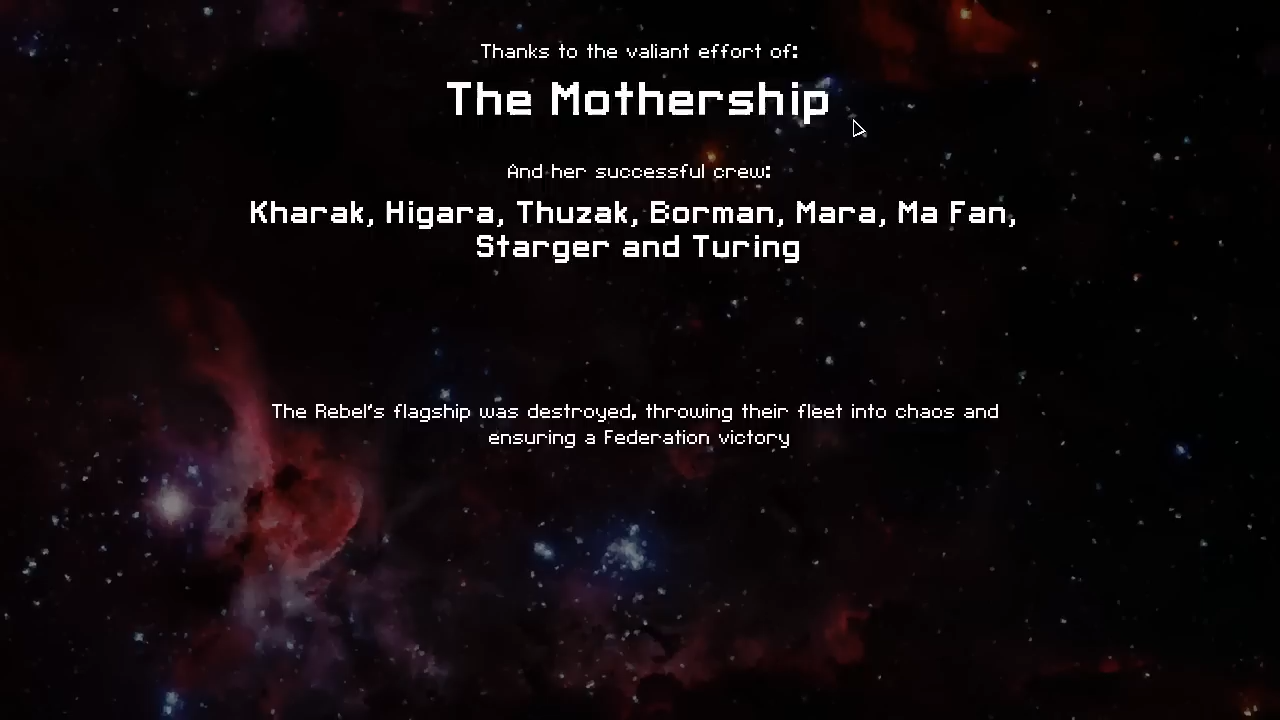 Thanks to the valiant effort of:
The Mothership
And her successful crew:
Kharak, Higara, Thuzak, Borman, Mara, Ma Fan,
Starger and Turing
The Rebel's flagship was destroyed, throwing their fleet into chaos and
ensuring a Federation victory